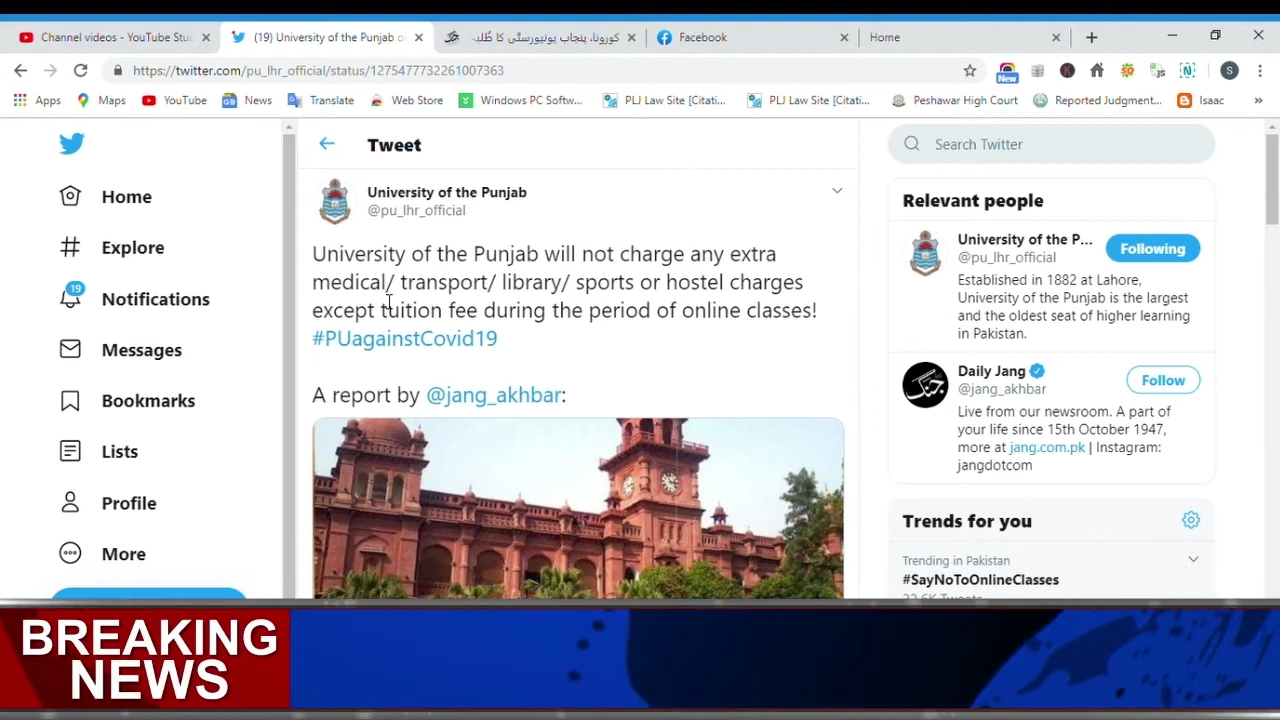 Channel videos - YouTube Stu
(19) University of the Punjab o
کورونا، پنجاب یونیورسٹی کا طُلبہ
Facebook
Home
https://twitter.com/pu_lhr_official/status/1275477732261007363
New
S
Apps
Maps
YouTube
News
Translate
Web Store
Windows PC Softw...
PLJ Law Site [Citati...
PLJ Law Site [Citati...
Peshawar High Court
Reported Judgment...
Isaac
»
Home
Explore
19
Notifications
Messages
Bookmarks
Lists
Profile
More
Tweet
University of the Punjab
@pu_lhr_official
University of the Punjab will not charge any extra
medical/ transport/ library/ sports or hostel charges
except tuition fee during the period of online classes!
#PUagainstCovid19
A report by @jang_akhbar:
Search Twitter
Relevant people
University of the P...
Following
@pu_lhr_official
Established in 1882 at Lahore,
University of the Punjab is the largest
and the oldest seat of higher learning
in Pakistan.
جنگ
Daily Jang
Follow
@jang_akhbar
Live from our newsroom. A part of
your life since 15th October 1947,
more at jang.com.pk | Instagram:
jangdotcom
Trends for you
Trending in Pakistan
#SayNoToOnlineClasses
BREAKING
NEWS